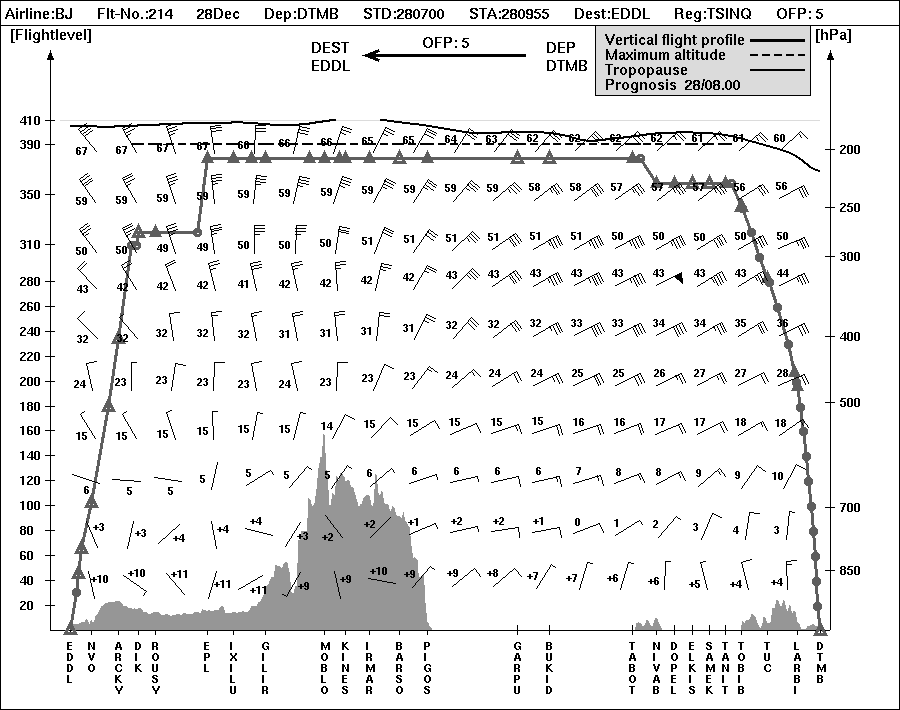 Airline:BJ Flt-No.:214 28Dec Dep:DTMB STD:280700 STA:280955 Dest:EDDL Reg:TSINQ OFP: 5
[Flightlevel] [hPa]
DEST EDDL
OFP: 5
DEP DTMB
Vertical flight profile
Maximum altitude
Tropopause
Prognosis 28/08.00
410
390 67 67 67 67 68 66 66 65 65 64 63 62 62 62 62 61 61 60 200
350 59 59 59 59 59 59 59 59 59 59 59 58 58 57 57 57 56 56 250
310 50 50 49 49 50 50 50 51 51 51 51 51 51 50 50 50 50 50 300
280 43 42 42 42 41 42 42 42 42 43 43 43 43 43 43 43 43 44
260
240 32 32 32 32 32 31 31 31 31 32 32 32 33 33 34 34 35 36 400
220
200 24 23 23 23 23 24 23 23 23 24 24 24 25 25 26 27 27 28
180 500
160 15 15 15 15 15 15 14 15 15 15 15 15 16 16 17 17 18 18
140
120 6 5 5 5 5 5 5 6 6 6 6 6 7 8 8 9 9 10
100 700
80 +3 +3 +4 +4 +4 +3 +2 +2 +1 +2 +2 +1 0 1 2 3 4 3
60
40 +10 +10 +11 +11 +11 +9 +9 +10 +9 +9 +8 +7 +7 +6 +6 +5 +4 +4 850
20
EDDL
NVO
ARCKY
DIK
ROUSY
EPL
IXILU
GILIR
MOBLO
KINES
IRMAR
BARSO
PIGOS
GARPU
BUKID
TABOT
NIVAB
DOPEL
ELKIS
SAMEK
TANIT
TOBIB
TUC
LARBI
DTMB